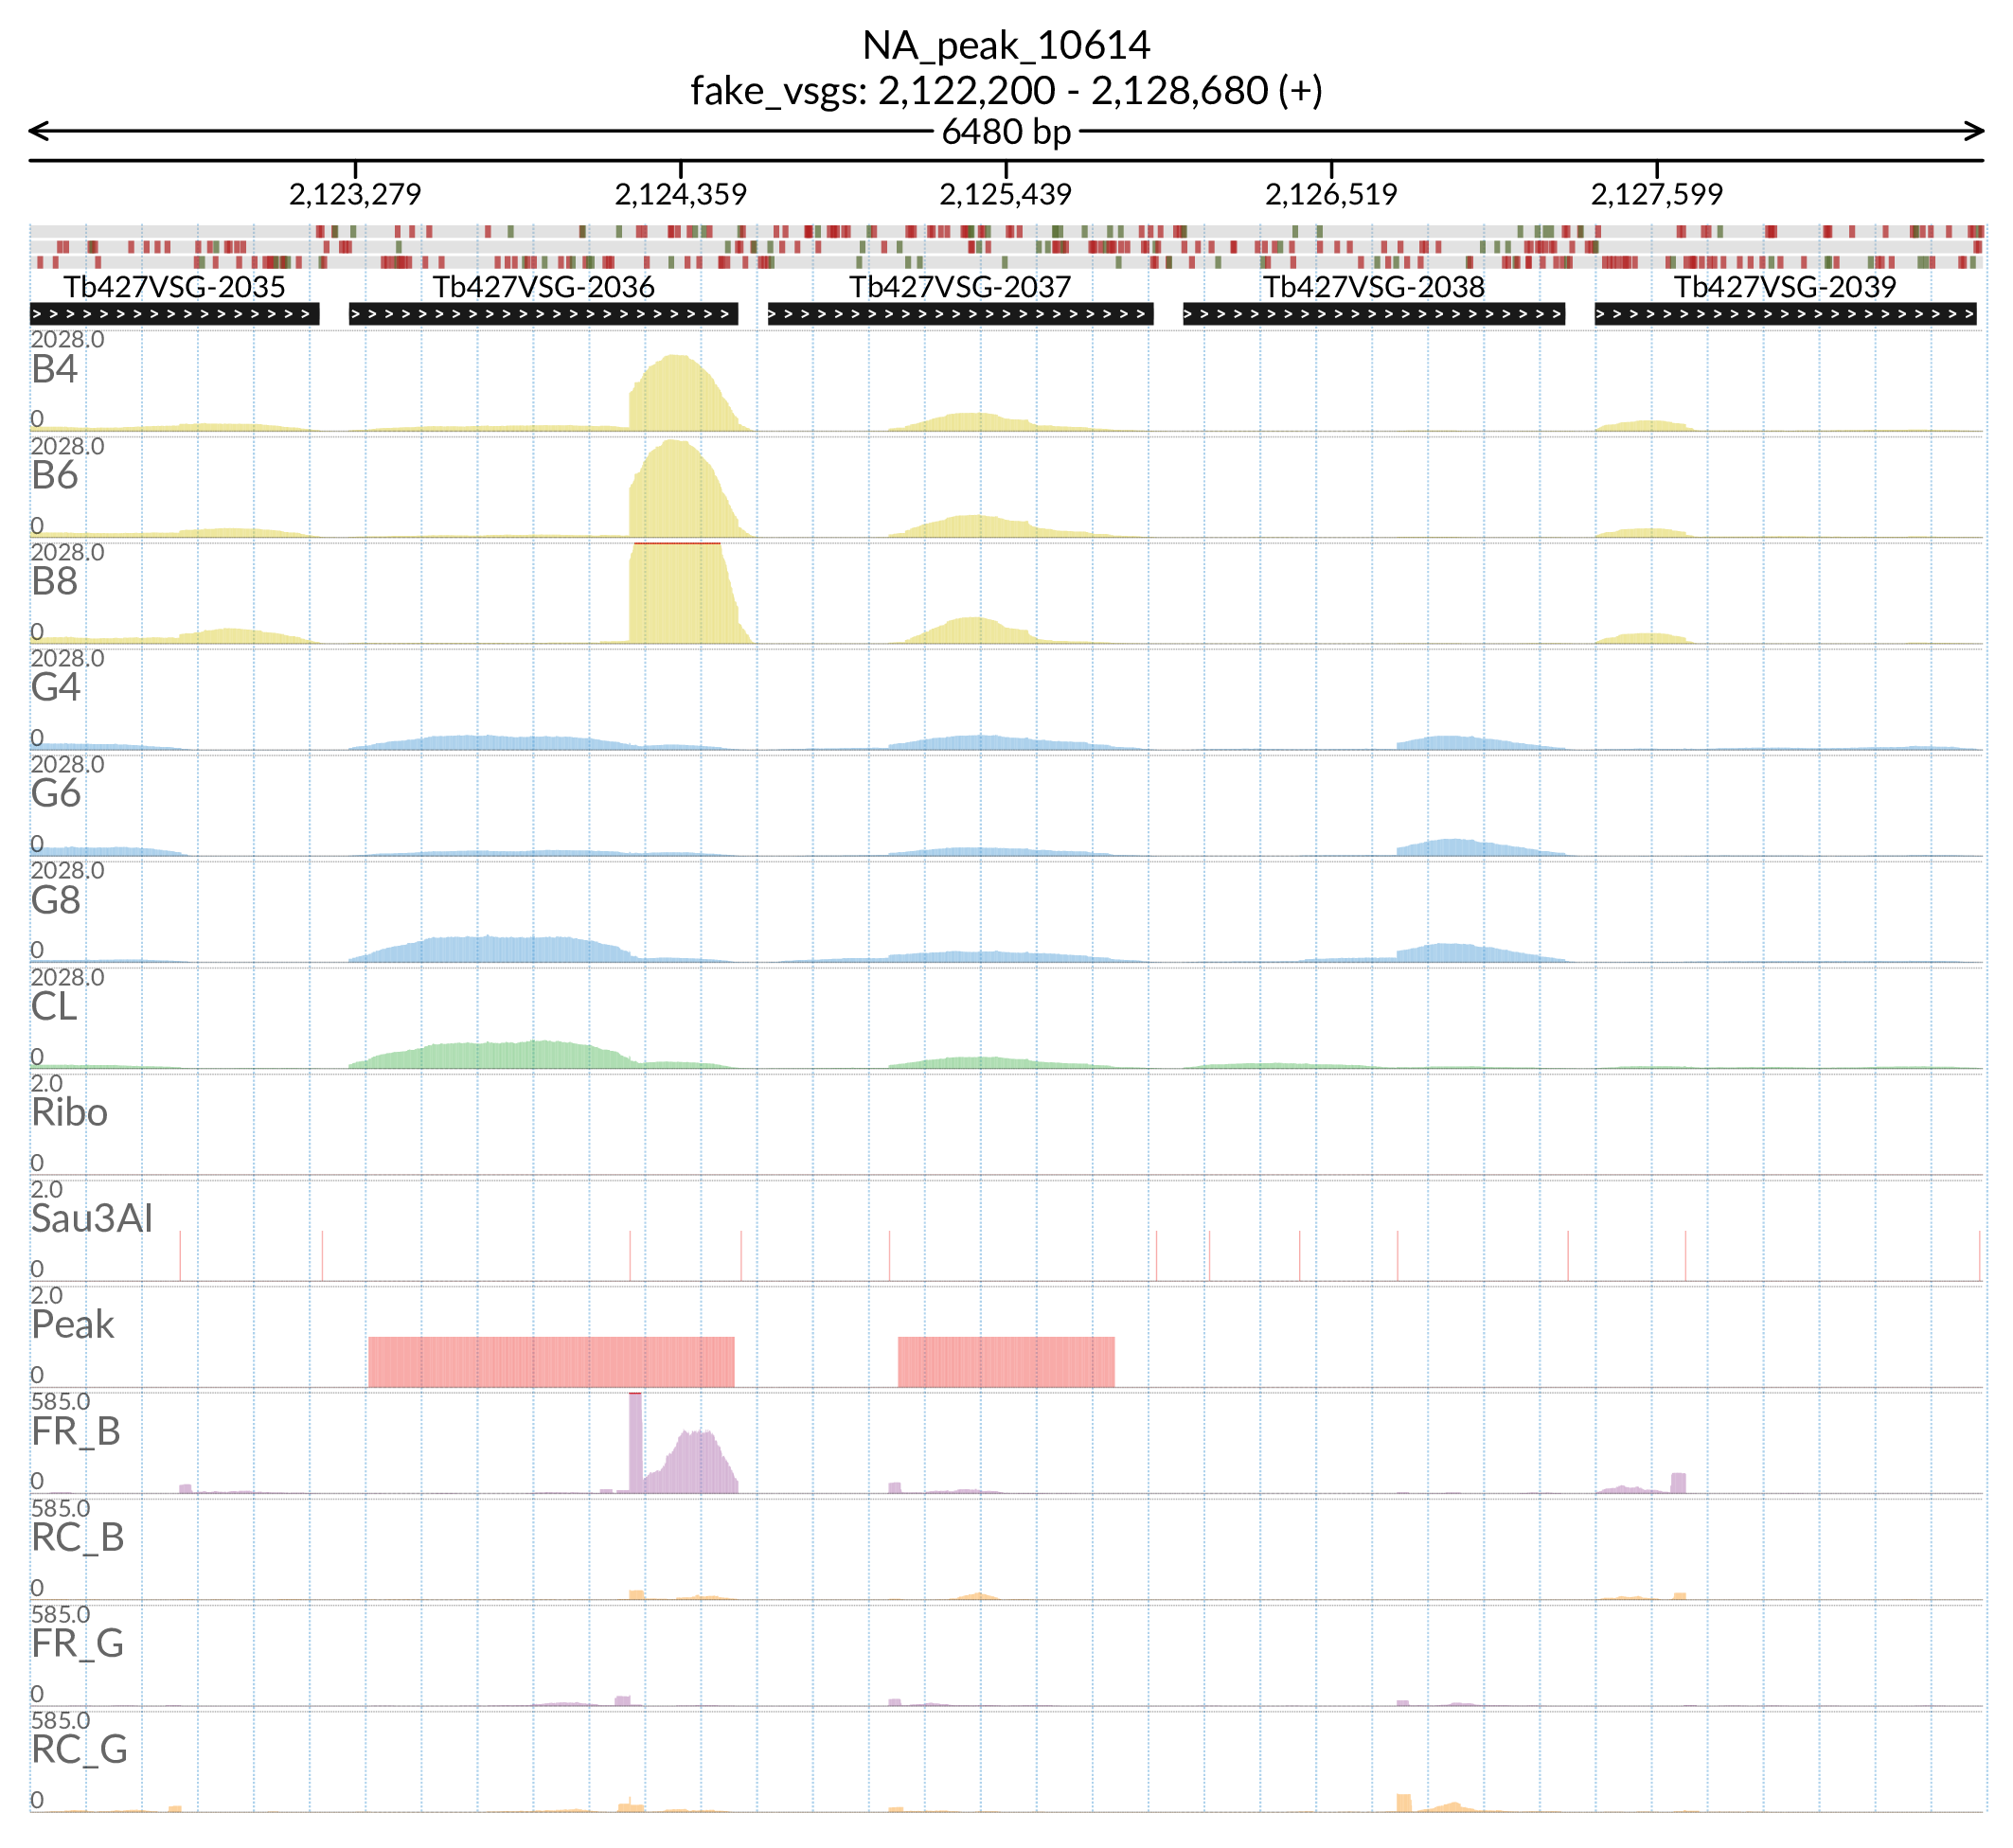 NA_peak_10614
fake_vsgs: 2,122,200 - 2,128,680 (+)
6480 bp
2,123,279 2,124,359 2,125,439 2,126,519 2,127,599
Tb427VSG-2035 Tb427VSG-2036 Tb427VSG-2037 Tb427VSG-2038 Tb427VSG-2039
2028.0
B4
0
2028.0
B6
0
2028.0
B8
0
2028.0
G4
0
2028.0
G6
0
2028.0
G8
0
2028.0
CL
0
2.0
Ribo
0
2.0
Sau3AI
0
2.0
Peak
0
585.0
FR_B
0
585.0
RC_B
0
585.0
FR_G
0
585.0
RC_G
0